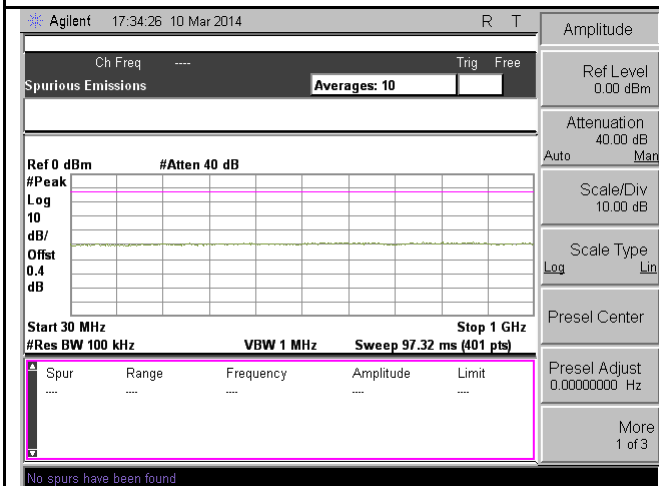 Agilent 17:34:26 10 Mar 2014 R T
Ch Freq ---- Trig Free
Spurious Emissions Averages: 10
Ref 0 dBm #Atten 40 dB
#Peak
Log
10
dB/
Offst
0.4
dB
Start 30 MHz Stop 1 GHz
#Res BW 100 kHz VBW 1 MHz Sweep 97.32 ms (401 pts)
Spur Range Frequency Amplitude Limit
---- ---- ---- ---- ----
No spurs have been found
Amplitude
Ref Level
0.00 dBm
Attenuation
40.00 dB
Auto Man
Scale/Div
10.00 dB
Scale Type
Log Lin
Presel Center
Presel Adjust
0.00000000 Hz
More
1 of 3